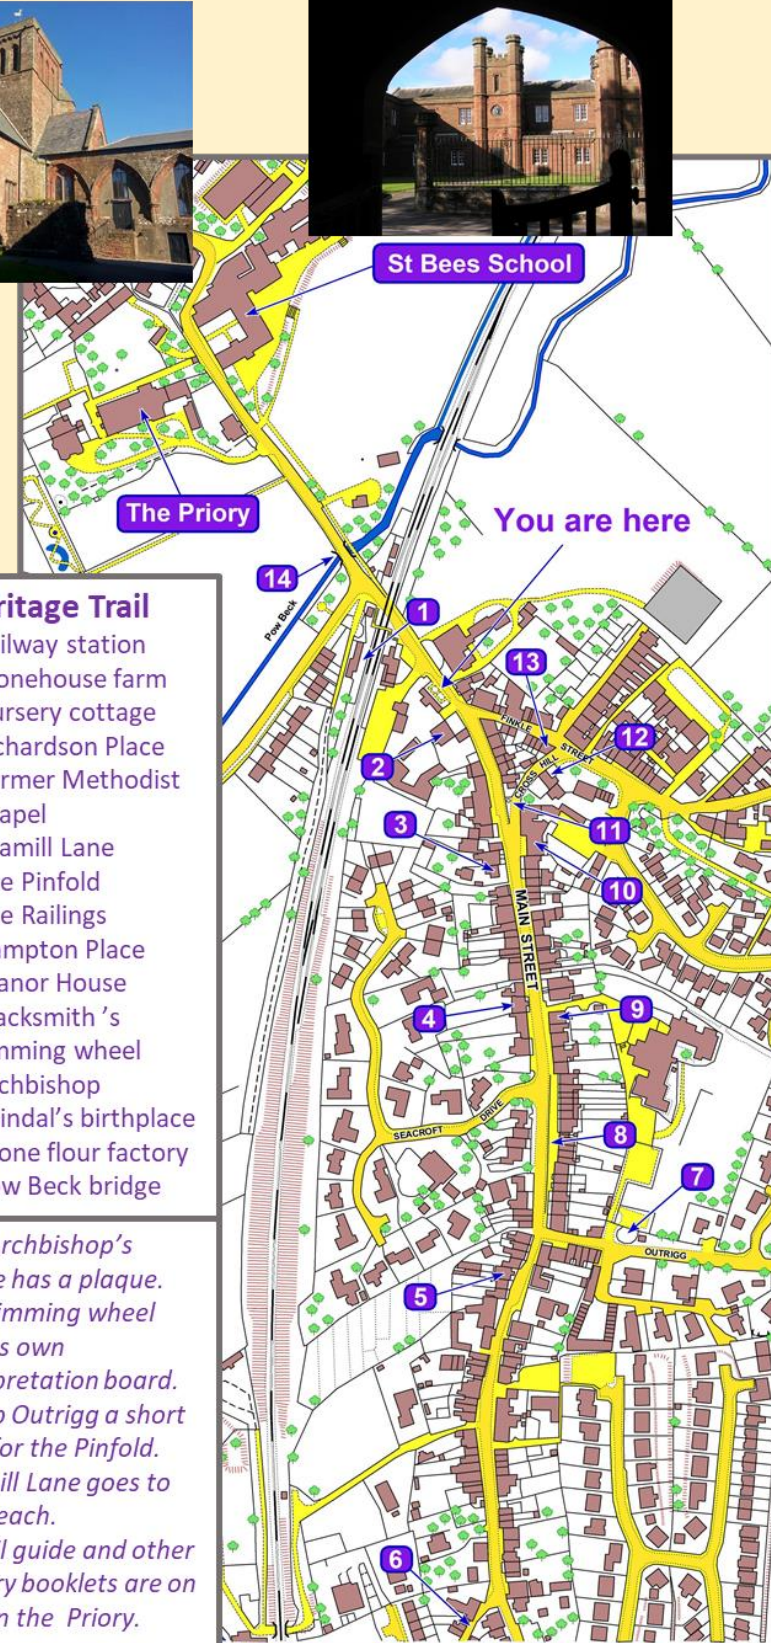 St Bees School
The Priory
You are here
14
Pow Beck
1
13
FINKLE STREET
12
2
CROSS HILL
3
11
10
MAIN STREET
4
9
SEACROFT DRIVE
8
7
OUTRIGG
5
6
ritage Trail
ilway station
onehouse farm
ursery cottage
chardson Place
rmer Methodist
apel
amill Lane
e Pinfold
e Railings
ampton Place
anor House
acksmith 's
mming wheel
chbishop
indal's birthplace
one flour factory
w Beck bridge
rchbishop's
e has a plaque.
imming wheel
s own
pretation board.
o Outrigg a short
for the Pinfold.
ill Lane goes to
each.
l guide and other
ry booklets are on
n the Priory.